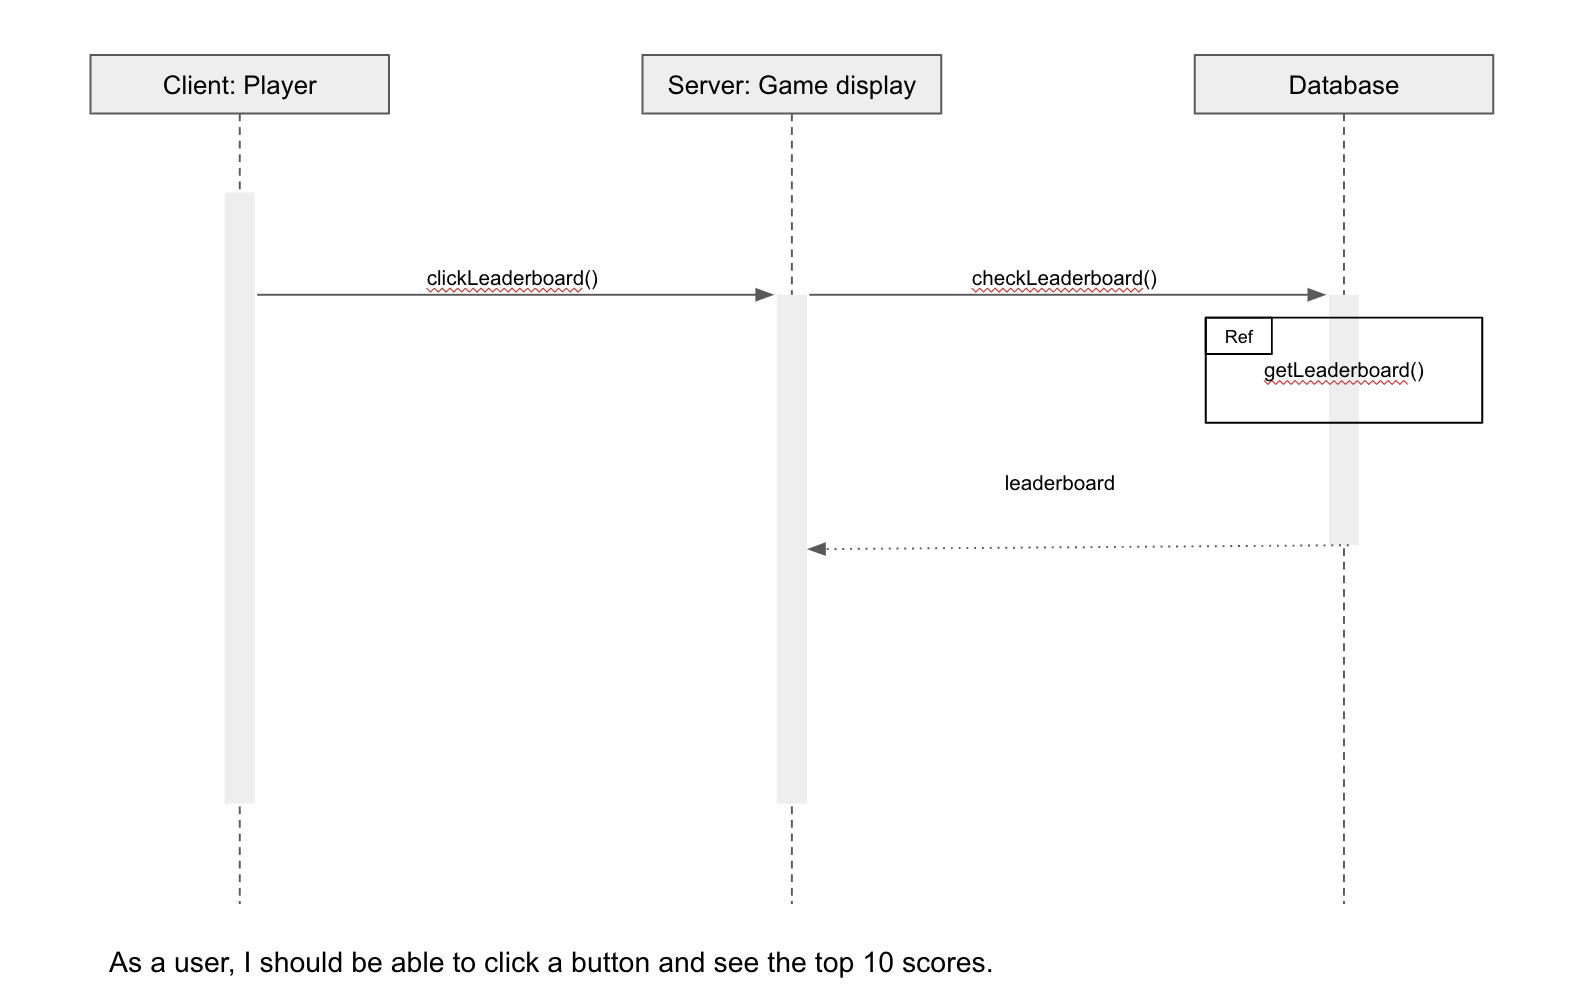 Client: Player
Server: Game display
Database
clickLeaderboard()
checkLeaderboard()
Ref
getLeaderboard()
leaderboard
As a user, I should be able to click a button and see the top 10 scores.